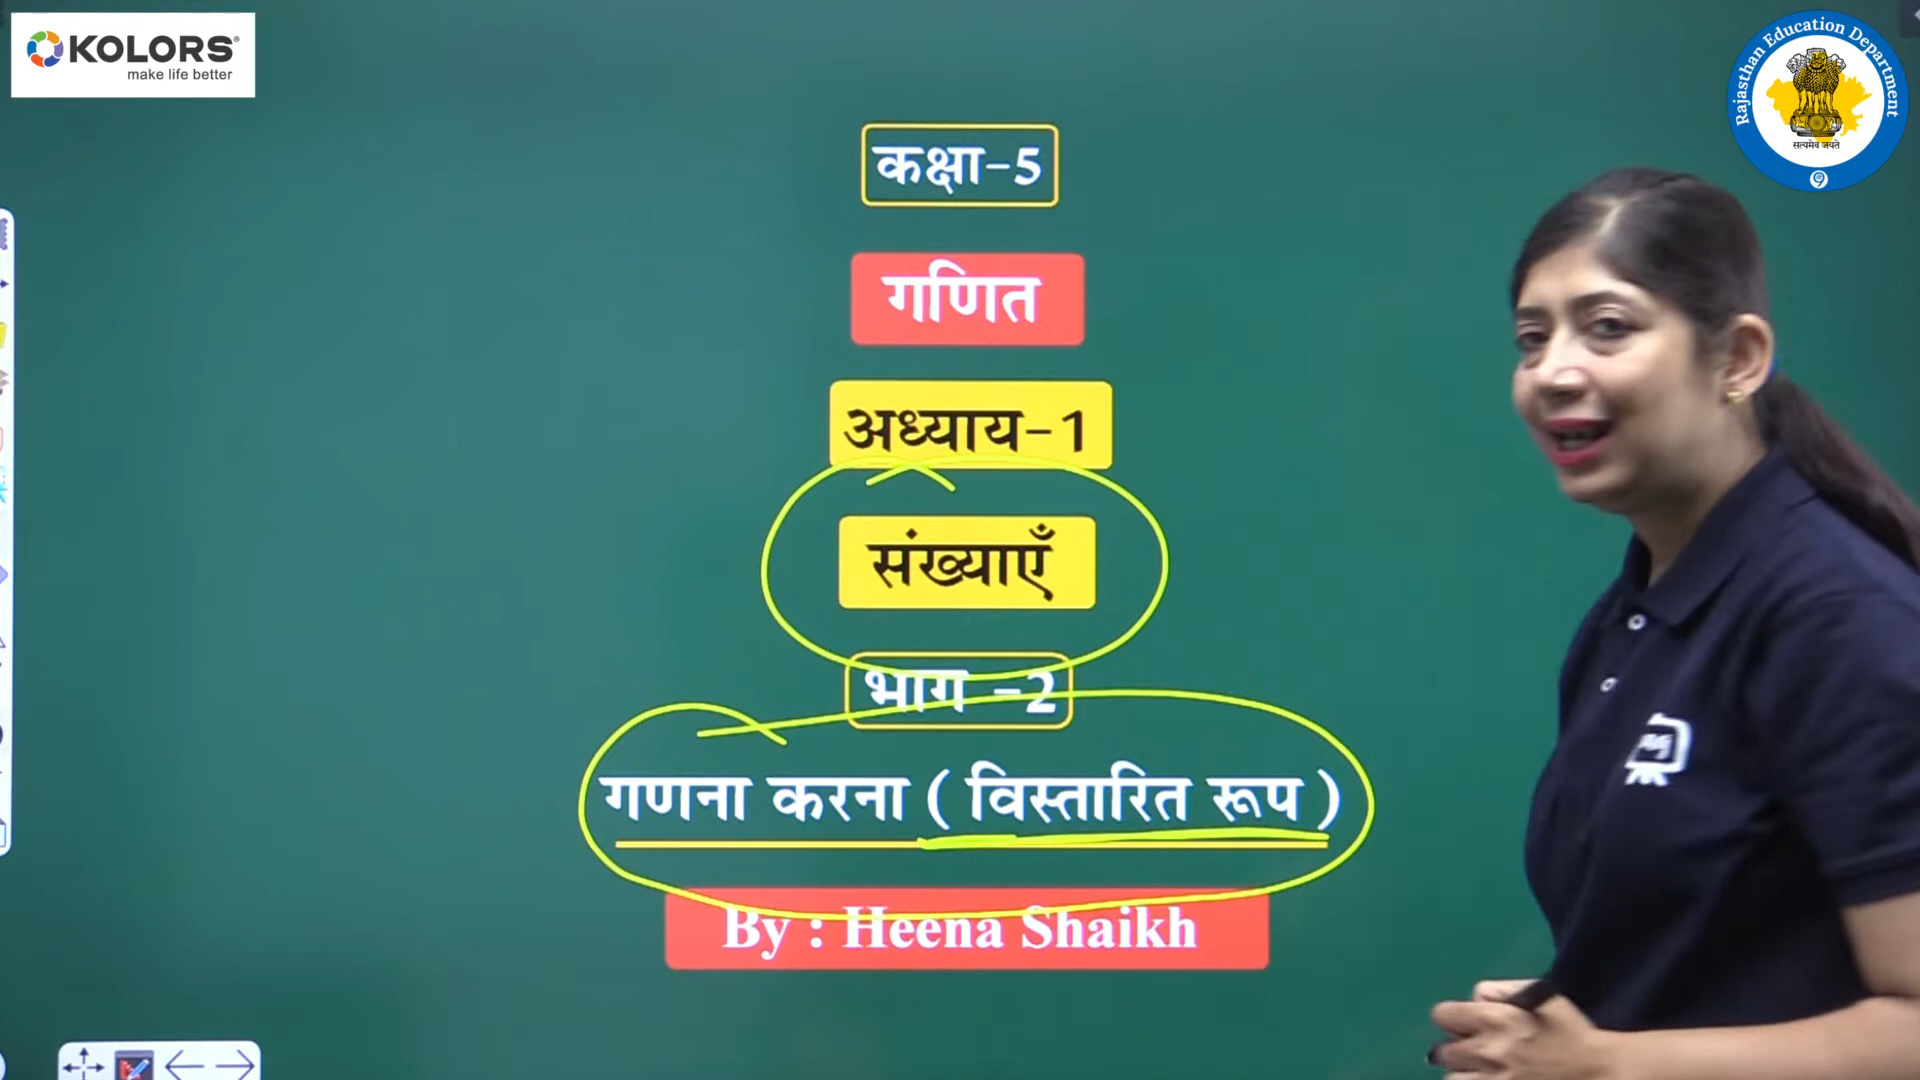 KOLORS
make life better
Rajasthan Education Department
सत्यमेव जयते
कक्षा-5
गणित
अध्याय-1
संख्याएँ
भाग -2
गणना करना ( विस्तारित रूप )
By : Heena Shaikh